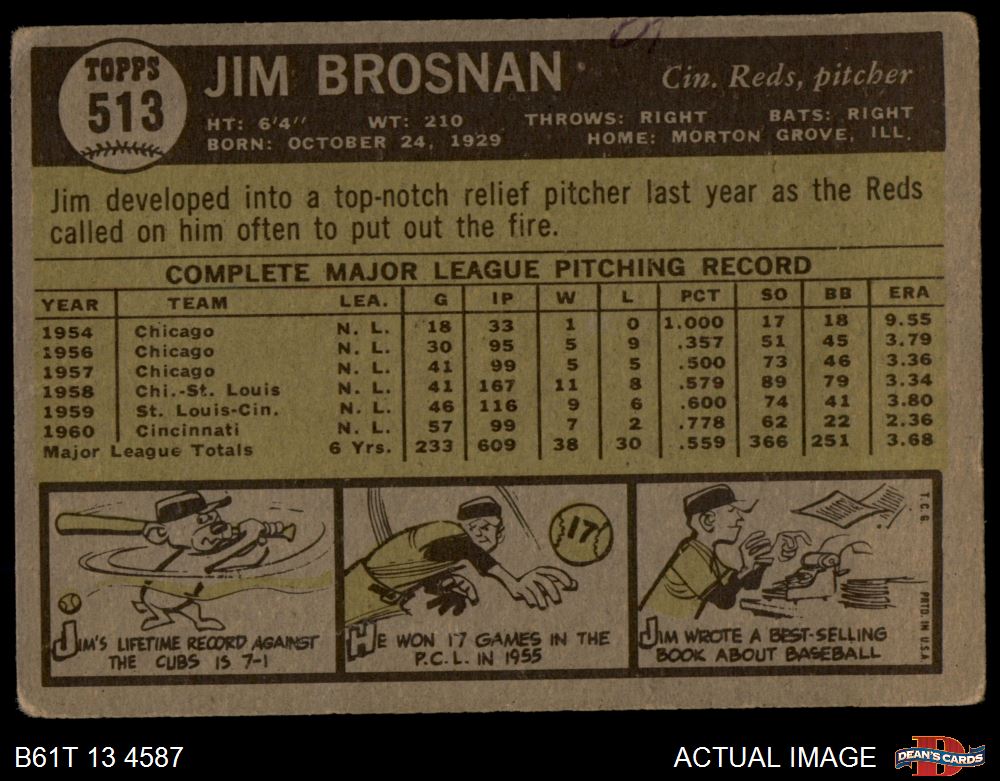 TOPPS
513
JIM BROSNAN
Cin. Reds, pitcher
HT: 6'4" WT: 210 THROWS: RIGHT BATS: RIGHT
BORN: OCTOBER 24, 1929 HOME: MORTON GROVE, ILL.
Jim developed into a top-notch relief pitcher last year as the Reds
called on him often to put out the fire.
COMPLETE MAJOR LEAGUE PITCHING RECORD
YEAR TEAM LEA. G IP W L PCT SO BB ERA
1954 Chicago N. L. 18 33 1 0 1.000 17 18 9.55
1956 Chicago N. L. 30 95 5 9 .357 51 45 3.79
1957 Chicago N. L. 41 99 5 5 .500 73 46 3.36
1958 Chi.-St. Louis N. L. 41 167 11 8 .579 89 79 3.34
1959 St. Louis-Cin. N. L. 46 116 9 6 .600 74 41 3.80
1960 Cincinnati N. L. 57 99 7 2 .778 62 22 2.36
Major League Totals 6 Yrs. 233 609 38 30 .559 366 251 3.68
JIM'S LIFETIME RECORD AGAINST
THE CUBS IS 7-1
17
HE WON 17 GAMES IN THE
P.C.L. IN 1955
JIM WROTE A BEST-SELLING
BOOK ABOUT BASEBALL
T.C.G. PRTD. IN U.S.A.
B61T 13 4587
ACTUAL IMAGE
D
DEAN'S CARDS